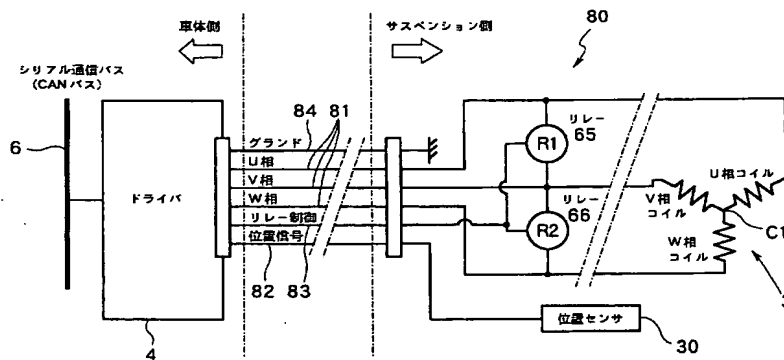 車体側
サスペンション側
80
シリアル通信バス
(CANバス)
6
ドライバ
4
84
81
グランド
U相
V相
W相
リレー制御
位置信号
82
83
リレー
65
R1
リレー
66
R2
V相
コイル
U相コイル
W相
コイル
C1
位置センサ
30